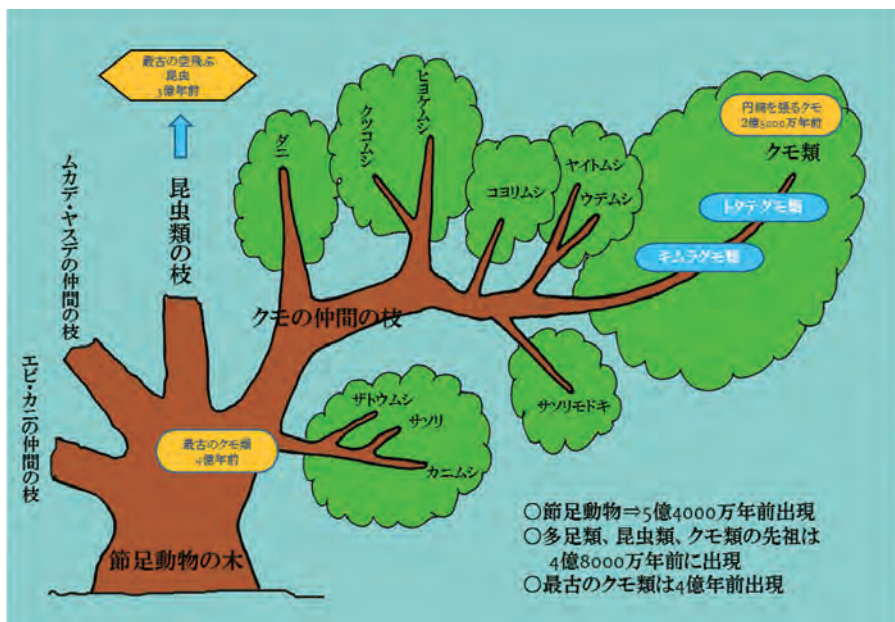 最古の空飛ぶ
昆虫
3億年前
昆虫類の枝
ムカデ・ヤスデの仲間の枝
エビ・カニの仲間の枝
ダニ
クツコムシ
ヒヨケムシ
コヨリムシ
ヤイトムシ
ウデムシ
円網を張るクモ
2億3000万年前
クモ類
トタテグモ類
キムラグモ類
クモの仲間の枝
サソリモドキ
ザトウムシ
サソリ
カニムシ
最古のクモ類
4億年前
節足動物の木
○節足動物⇒5億4000万年前出現
○多足類、昆虫類、クモ類の先祖は
4億8000万年前に出現
○最古のクモ類は4億年前出現